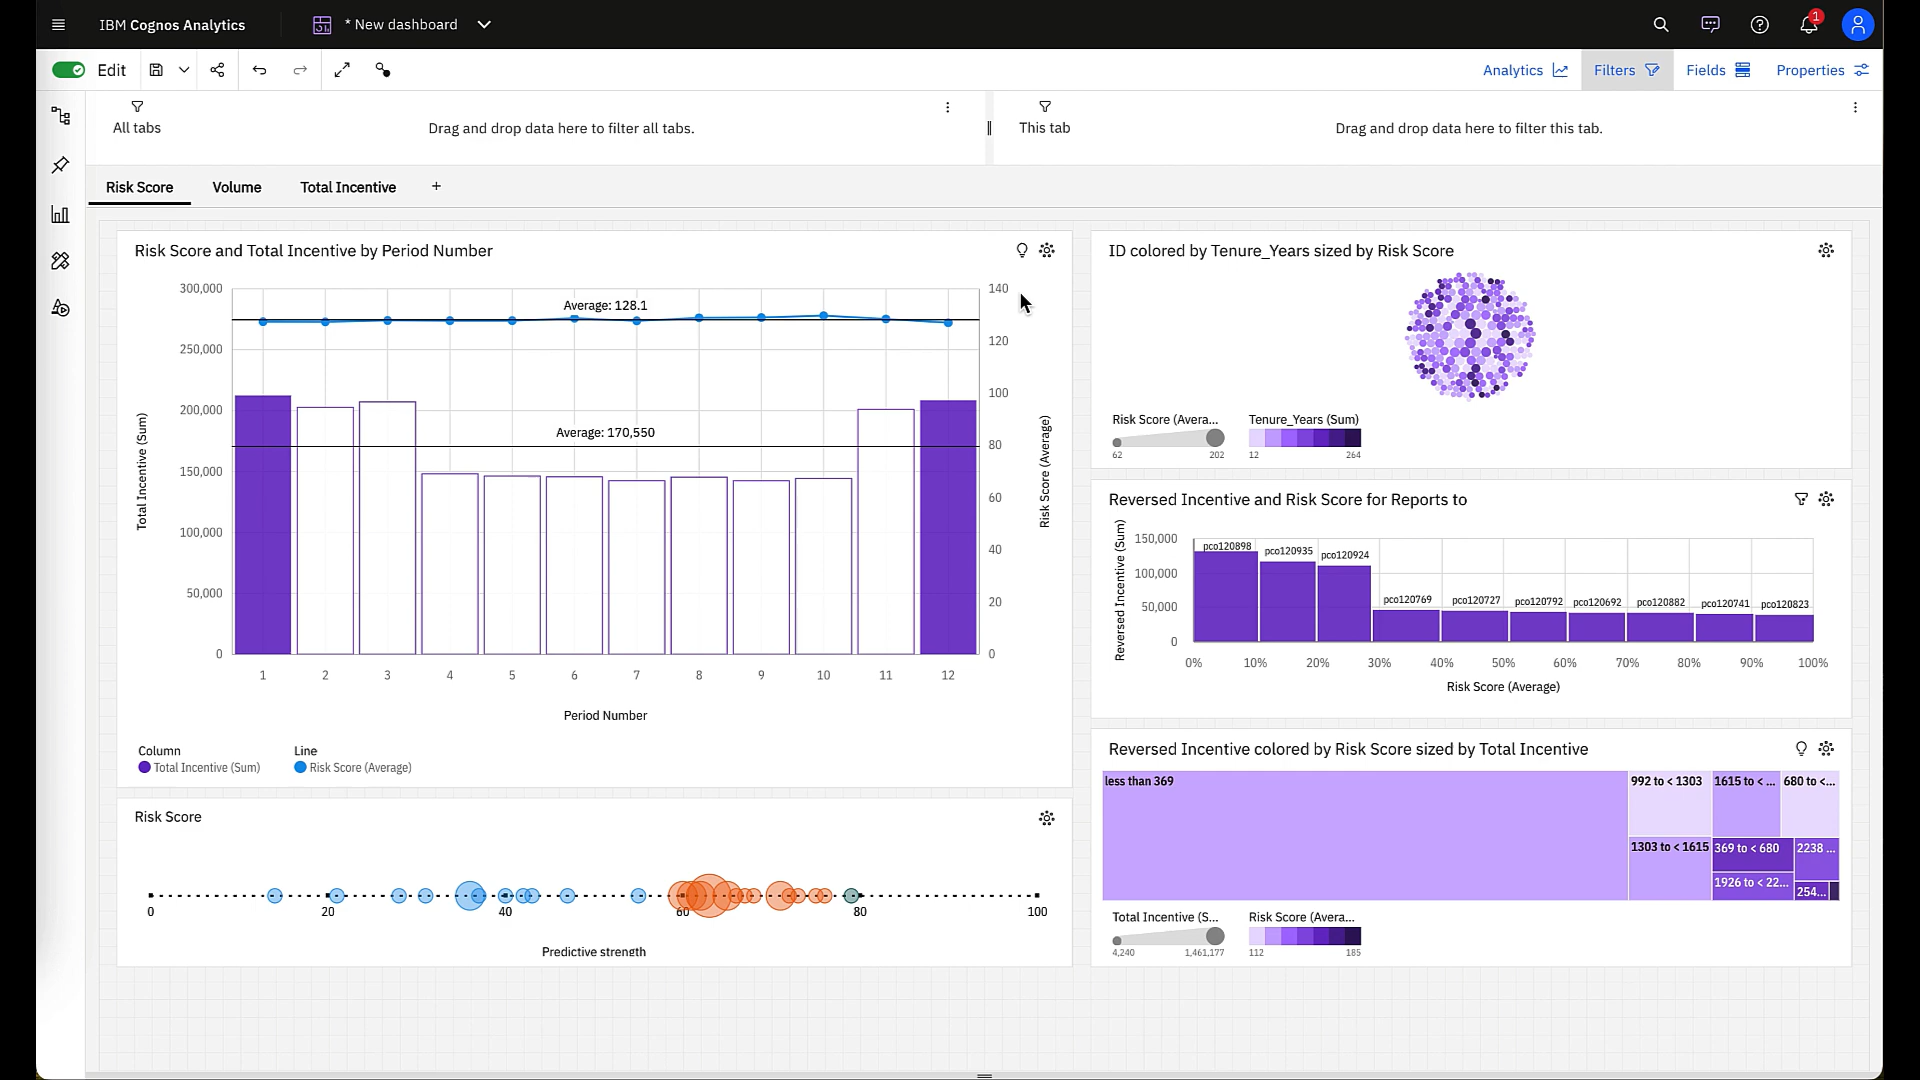 IBM Cognos Analytics
* New dashboard
1
Edit
Analytics
Filters
Fields
Properties
All tabs
Drag and drop data here to filter all tabs.
This tab
Drag and drop data here to filter this tab.
Risk Score
Volume
Total Incentive
+
Risk Score and Total Incentive by Period Number
300,000
250,000
200,000
150,000
100,000
50,000
0
Total Incentive (Sum)
Average: 128.1
Average: 170,550
140
120
100
80
60
40
20
0
Risk Score (Average)
1 2 3 4 5 6 7 8 9 10 11 12
Period Number
Column
Total Incentive (Sum)
Line
Risk Score (Average)
Risk Score
0 20 40 60 80 100
Predictive strength
ID colored by Tenure_Years sized by Risk Score
Risk Score (Avera...
62 202
Tenure_Years (Sum)
12 264
Reversed Incentive and Risk Score for Reports to
Reversed Incentive (Sum)
150,000
100,000
50,000
0
pco120898 pco120935 pco120924 pco120769 pco120727 pco120792 pco120692 pco120882 pco120741 pco120823
0% 10% 20% 30% 40% 50% 60% 70% 80% 90% 100%
Risk Score (Average)
Reversed Incentive colored by Risk Score sized by Total Incentive
less than 369
992 to < 1303
1615 to < ...
680 to <...
1303 to < 1615
369 to < 680
2238 ...
1926 to < 22...
254...
Total Incentive (S...
4,240 1,461,177
Risk Score (Avera...
112 185